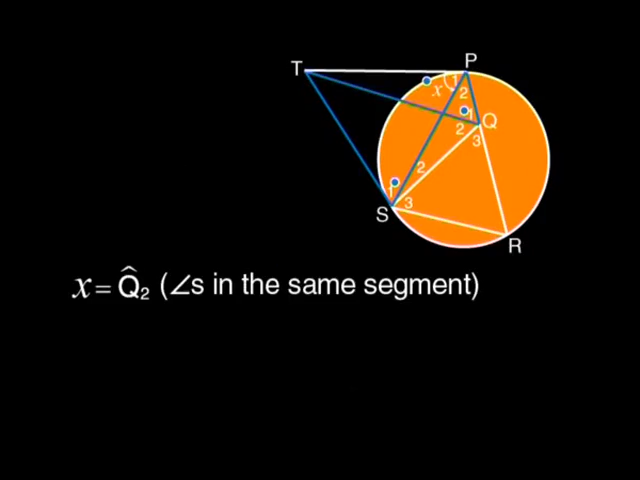 T
P
x 1
2
1
Q
2
3
2
1
3
S
R
x = Q̂₂ (∠s in the same segment)